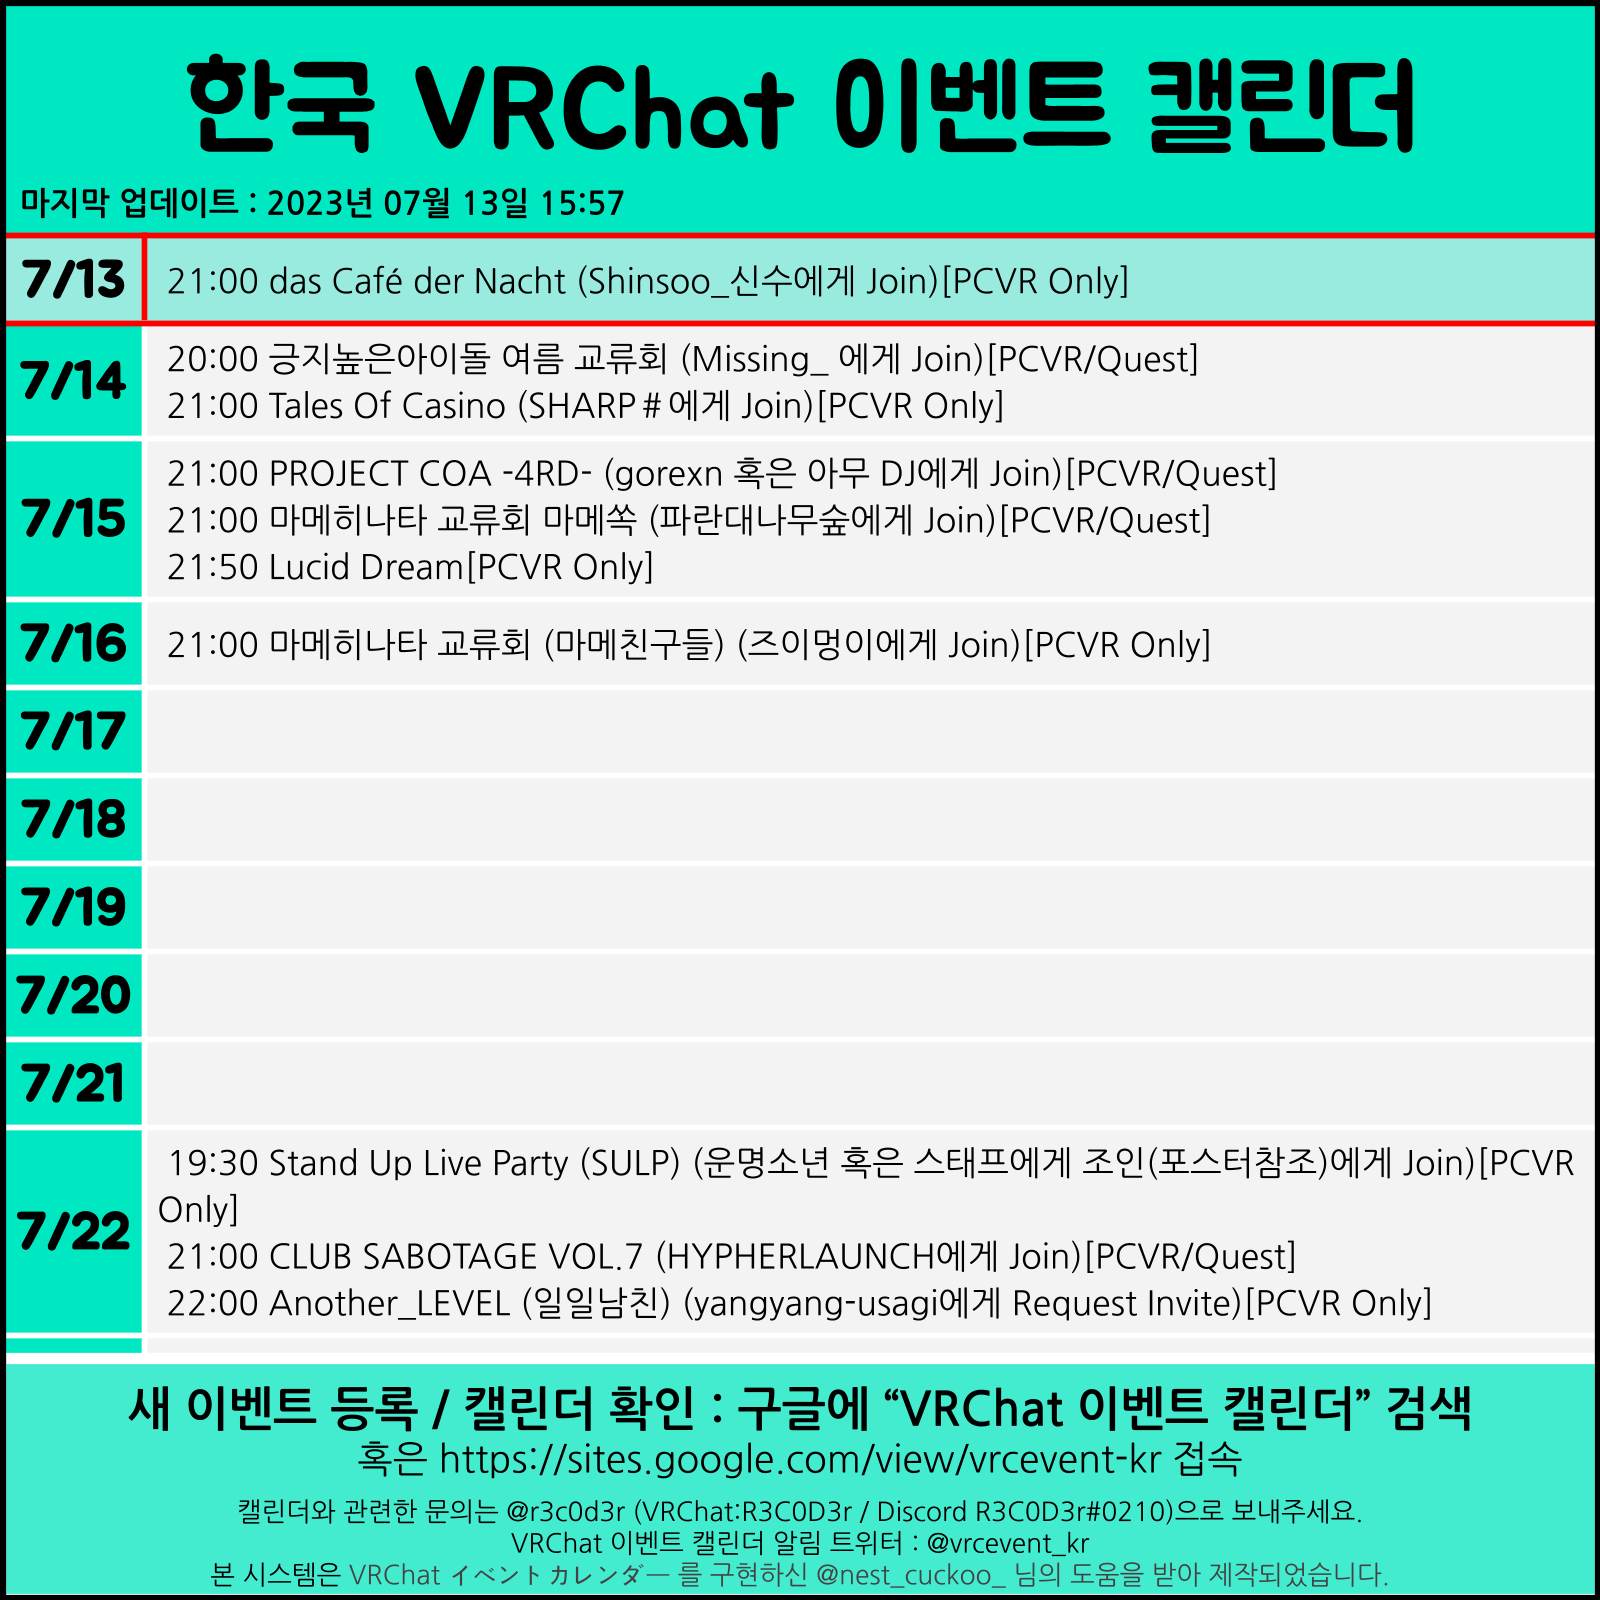 한국 VRChat 이벤트 캘린더
마지막 업데이트 : 2023년 07월 13일 15:57
7/13
21:00 das Café der Nacht (Shinsoo_신수에게 Join)[PCVR Only]
7/14
20:00 긍지높은아이돌 여름 교류회 (Missing_ 에게 Join)[PCVR/Quest]
21:00 Tales Of Casino (SHARP＃에게 Join)[PCVR Only]
7/15
21:00 PROJECT COA -4RD- (gorexn 혹은 아무 DJ에게 Join)[PCVR/Quest]
21:00 마메히나타 교류회 마메쏙 (파란대나무숲에게 Join)[PCVR/Quest]
21:50 Lucid Dream[PCVR Only]
7/16
21:00 마메히나타 교류회 (마메친구들) (즈이멍이에게 Join)[PCVR Only]
7/17
7/18
7/19
7/20
7/21
7/22
19:30 Stand Up Live Party (SULP) (운명소년 혹은 스태프에게 조인(포스터참조)에게 Join)[PCVR
Only]
21:00 CLUB SABOTAGE VOL.7 (HYPHERLAUNCH에게 Join)[PCVR/Quest]
22:00 Another_LEVEL (일일남친) (yangyang-usagi에게 Request Invite)[PCVR Only]
새 이벤트 등록 / 캘린더 확인 : 구글에 “VRChat 이벤트 캘린더” 검색
혹은 https://sites.google.com/view/vrcevent-kr 접속
캘린더와 관련한 문의는 @r3c0d3r (VRChat:R3C0D3r / Discord R3C0D3r#0210)으로 보내주세요.
VRChat 이벤트 캘린더 알림 트위터 : @vrcevent_kr
본 시스템은 VRChat イベントカレンダー 를 구현하신 @nest_cuckoo_ 님의 도움을 받아 제작되었습니다.